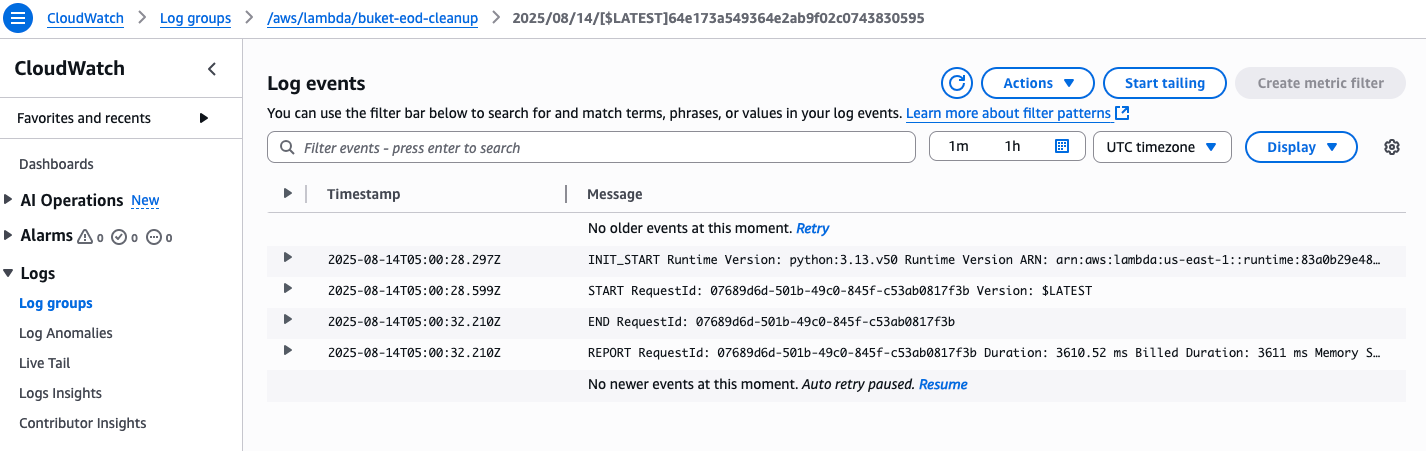 CloudWatch > Log groups > /aws/lambda/buket-eod-cleanup > 2025/08/14/[$LATEST]64e173a549364e2ab9f02c0743830595
CloudWatch
Favorites and recents
Dashboards
AI Operations New
Alarms 0 0 0
Logs
Log groups
Log Anomalies
Live Tail
Logs Insights
Contributor Insights
Log events
Actions
Start tailing
Create metric filter
You can use the filter bar below to search for and match terms, phrases, or values in your log events. Learn more about filter patterns
Filter events - press enter to search
1m 1h
UTC timezone
Display
Timestamp Message
No older events at this moment. Retry
2025-08-14T05:00:28.297Z INIT_START Runtime Version: python:3.13.v50 Runtime Version ARN: arn:aws:lambda:us-east-1::runtime:83a0b29e48…
2025-08-14T05:00:28.599Z START RequestId: 07689d6d-501b-49c0-845f-c53ab0817f3b Version: $LATEST
2025-08-14T05:00:32.210Z END RequestId: 07689d6d-501b-49c0-845f-c53ab0817f3b
2025-08-14T05:00:32.210Z REPORT RequestId: 07689d6d-501b-49c0-845f-c53ab0817f3b Duration: 3610.52 ms Billed Duration: 3611 ms Memory S…
No newer events at this moment. Auto retry paused. Resume